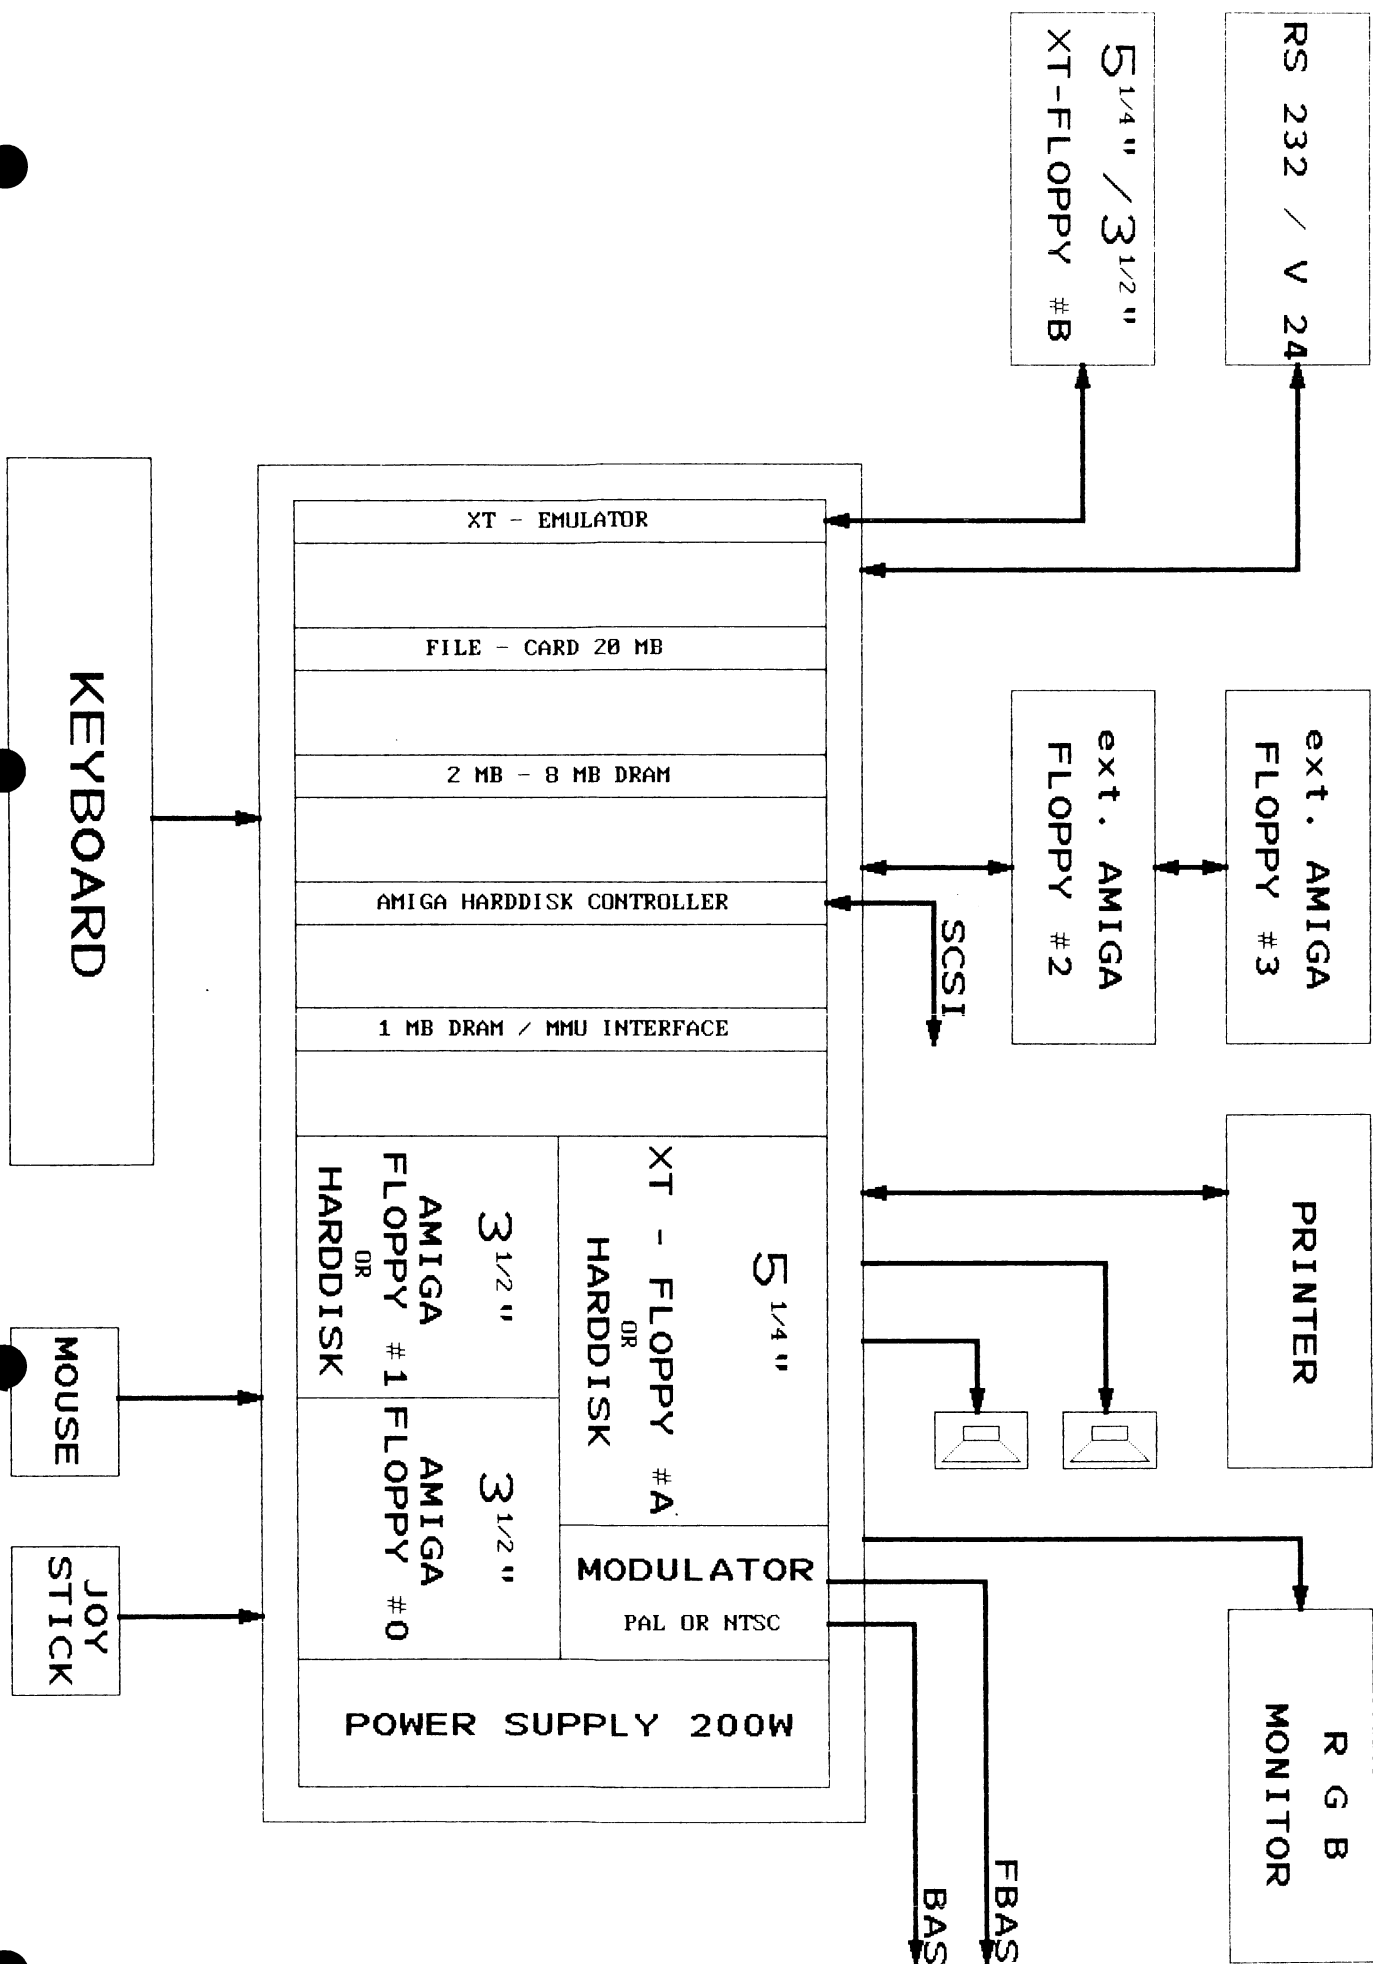 RS 232 / V 24
5 1/4" / 3 1/2"
XT-FLOPPY #B
XT - EMULATOR
FILE - CARD 20 MB
2 MB - 8 MB DRAM
AMIGA HARDDISK CONTROLLER
1 MB DRAM / MMU INTERFACE
KEYBOARD
ext. AMIGA
FLOPPY #3
ext. AMIGA
FLOPPY #2
SCSI
PRINTER
5 1/4"
XT - FLOPPY #A
OR
HARDDISK
3 1/2"
AMIGA
FLOPPY #1
OR
HARDDISK
3 1/2"
AMIGA
FLOPPY #0
MODULATOR
PAL OR NTSC
POWER SUPPLY 200W
MOUSE
JOY
STICK
R G B
MONITOR
FBAS
BAS